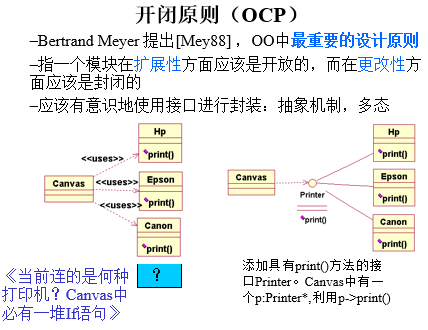 开闭原则（OCP）
–Bertrand Meyer 提出[Mey88] ，OO中最重要的设计原则
–指一个模块在扩展性方面应该是开放的，而在更改性方
面应该是封闭的
–应该有意识地使用接口进行封装：抽象机制，多态
Hp
print()
<<uses>>
Canvas
<<uses>>
Epson
print()
<<uses>>
Canon
print()
Hp
print()
Canvas
Printer
print()
Epson
print()
Canon
print()
《当前连的是何种
打印机？Canvas中
必有一堆If语句》
？
添加具有print()方法的接
口Printer。Canvas中有一
个p:Printer*,利用p->print()